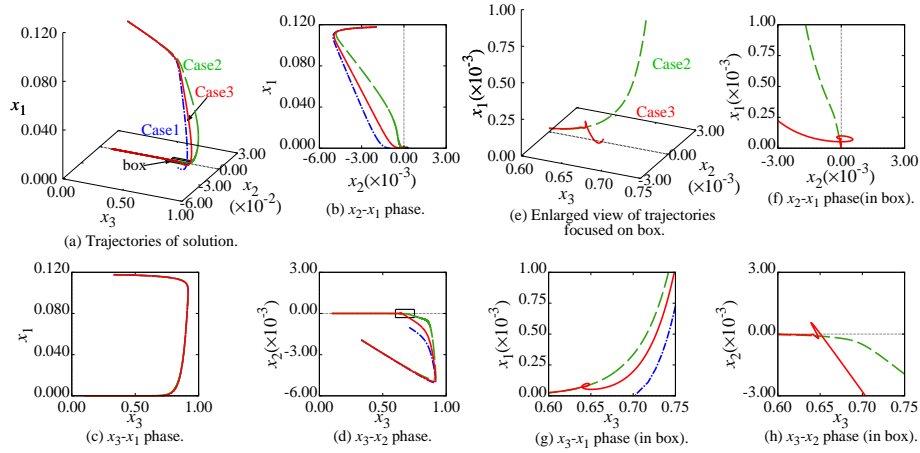 0.120
0.080
x1
0.040
0.000
0.00
0.50
1.00
x3
3.00
0.00
-3.00
-6.00
x2
(×10-2)
Case1
Case2
Case3
box
(a) Trajectories of solution.
0.120
0.080
x1
0.040
0.000
-6.00
-3.00
0.00
3.00
x2(×10-3)
(b) x2-x1 phase.
1.00
0.75
x1(×10-3)
0.50
0.25
0.00
0.60
0.65
0.70
0.75
x3
3.00
0.00
-3.00
x2
(×10-3)
Case2
Case3
(e) Enlarged view of trajectories
focused on box.
1
0.75
x1(×10-3)
0.50
0.25
0
-3.00
0.00
3.00
x2(×10-3)
(f) x2-x1 phase(in box).
0.120
0.080
x1
0.040
0.000
0.00
0.50
1.00
x3
(c) x3-x1 phase.
3.00
0.00
x2(×10-3)
-3.00
-6.00
0.00
0.50
1.00
x3
(d) x3-x2 phase.
1.00
0.75
x1(×10-3)
0.50
0.25
0.00
0.60
0.65
0.70
0.75
x3
(g) x3-x1 phase (in box).
3.00
x2(×10-3)
0.00
-3.00
0.60
0.65
0.70
0.75
x3
(h) x3-x2 phase (in box).